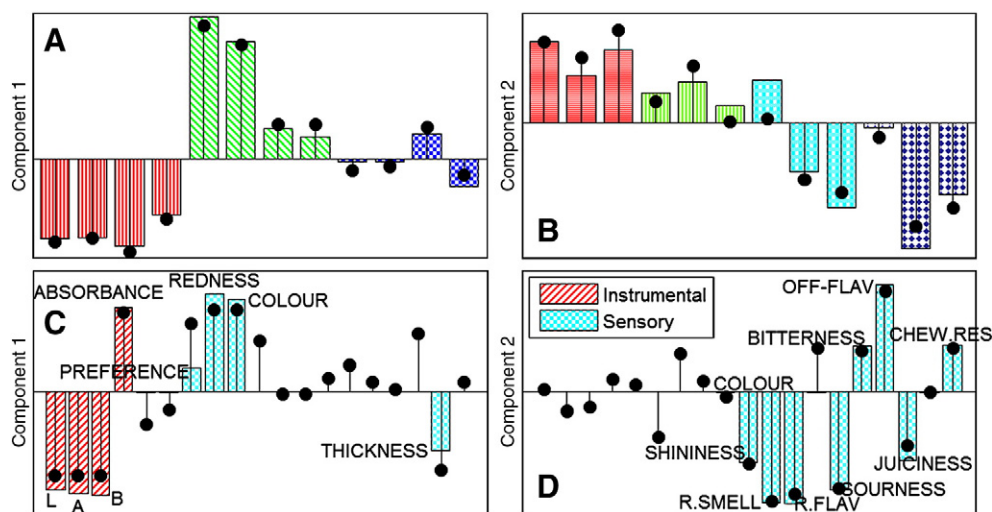 A
Component 1
B
Component 2
C
Component 1
ABSORBANCE
REDNESS
COLOUR
PREFERENCE
THICKNESS
L
A
B
D
Component 2
Instrumental
Sensory
OFF-FLAV
BITTERNESS
CHEW.RES
COLOUR
SHININESS
JUICINESS
SOURNESS
R.SMELL
R.FLAV